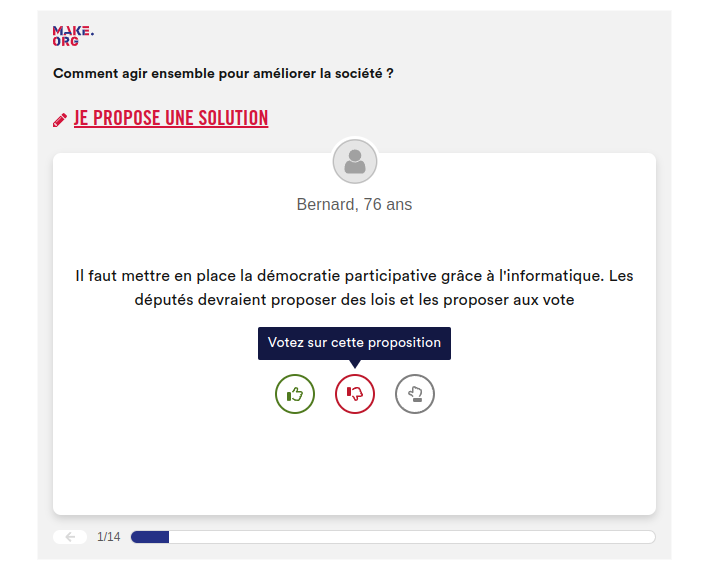 MAKE.
ORG
Comment agir ensemble pour améliorer la société ?
JE PROPOSE UNE SOLUTION
Bernard, 76 ans
Il faut mettre en place la démocratie participative grâce à l'informatique. Les
députés devraient proposer des lois et les proposer aux vote
Votez sur cette proposition
1/14